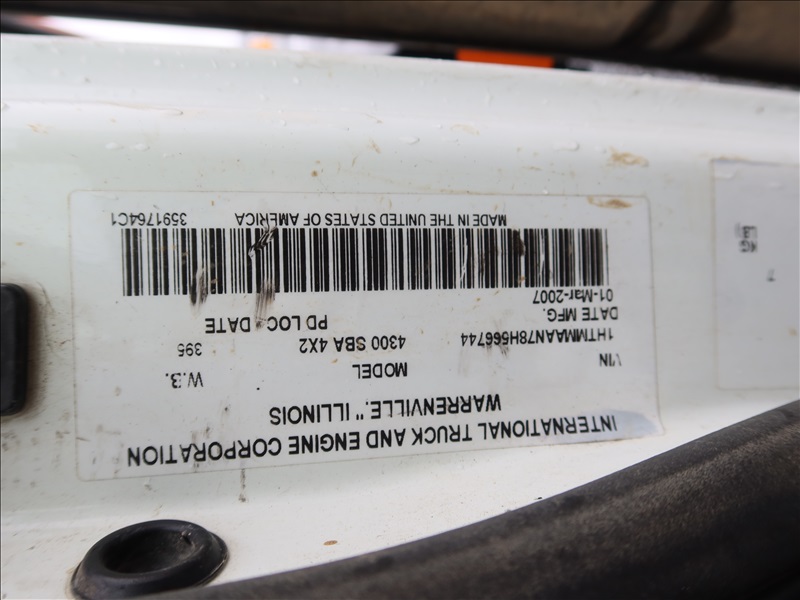 INTERNATIONAL TRUCK AND ENGINE CORPORATION
WARRENVILLE, "ILLINOIS
VIN MODEL W.B.
1HTMMAAN78H566744 4300 SBA 4X2 395
DATE MFG. PD LOC - DATE
01-Mar-2007
MADE IN THE UNITED STATES OF AMERICA 3591764C1